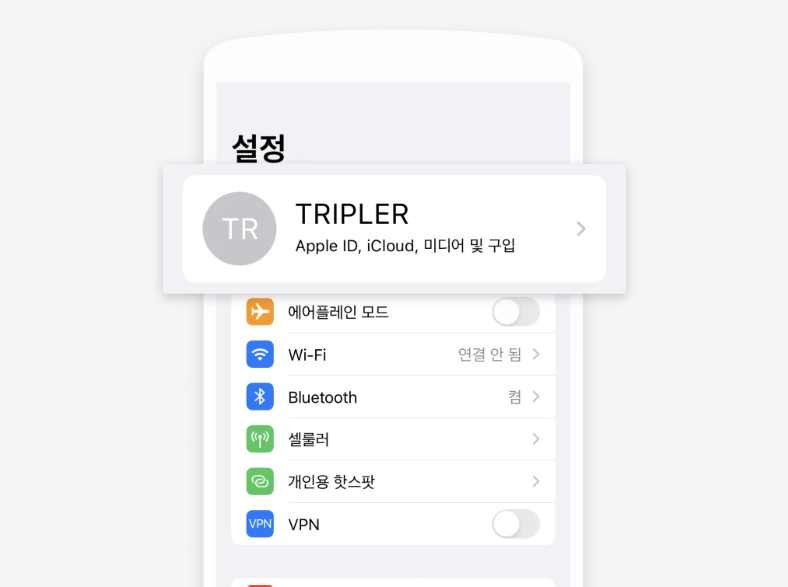 설정
TR
TRIPLER
Apple ID, iCloud, 미디어 및 구입
에어플레인 모드
Wi-Fi 연결 안 됨
Bluetooth 켬
셀룰러
개인용 핫스팟
VPN VPN